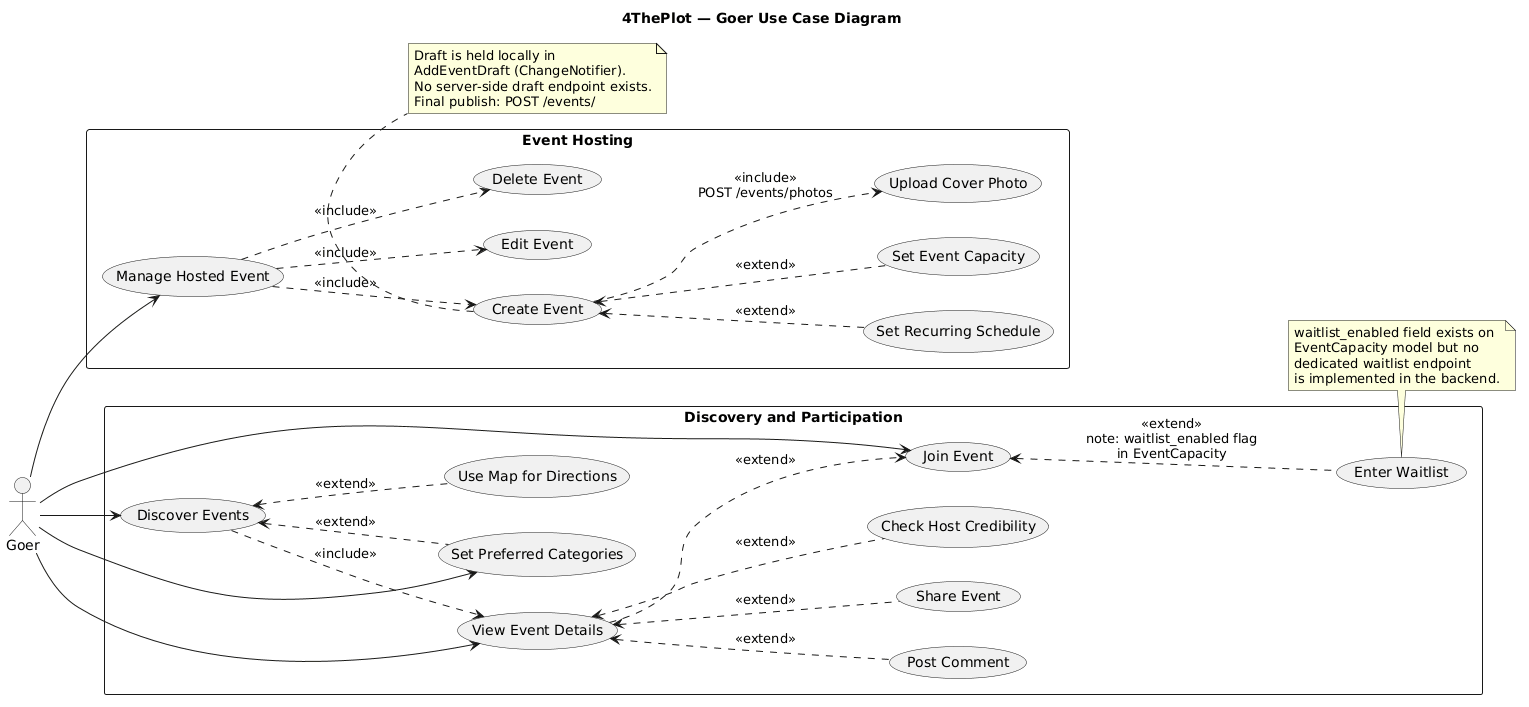 4ThePlot — Goer Use Case Diagram
Draft is held locally in
AddEventDraft (ChangeNotifier).
No server-side draft endpoint exists.
Final publish: POST /events/
Event Hosting
Delete Event
Edit Event
Manage Hosted Event
Create Event
«include»
«include»
«include»
«include»
POST /events/photos
«extend»
«extend»
Upload Cover Photo
Set Event Capacity
Set Recurring Schedule
waitlist_enabled field exists on
EventCapacity model but no
dedicated waitlist endpoint
is implemented in the backend.
Discovery and Participation
Goer
Discover Events
«extend»
«extend»
«include»
Use Map for Directions
Set Preferred Categories
View Event Details
«extend»
«extend»
«extend»
«extend»
Join Event
Check Host Credibility
Share Event
Post Comment
«extend»
note: waitlist_enabled flag
in EventCapacity
Enter Waitlist